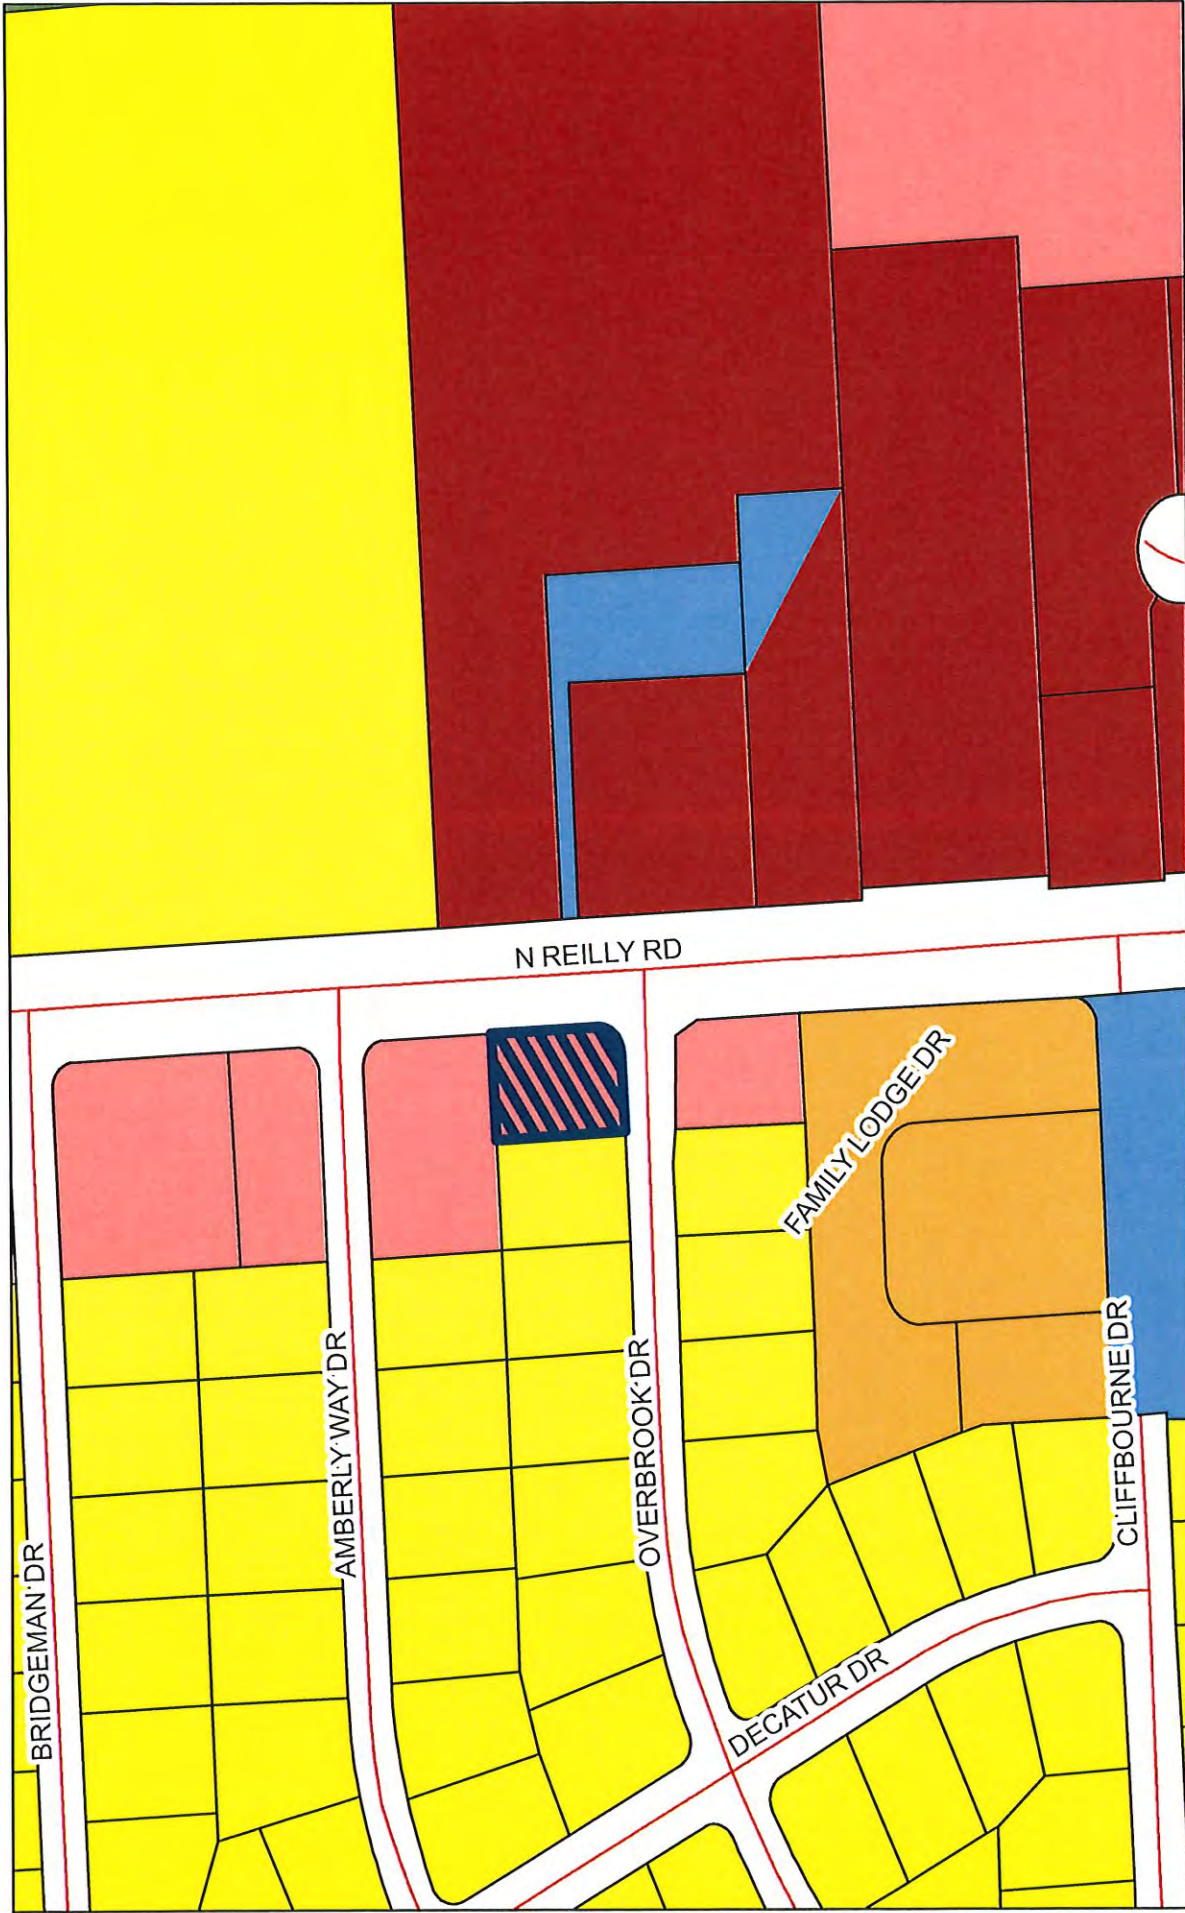 N REILLY RD
FAMILY LODGE DR
CLIFFBOURNE DR
AMBERLY WAY DR
OVERBROOK DR
BRIDGEMAN DR
DECATUR DR